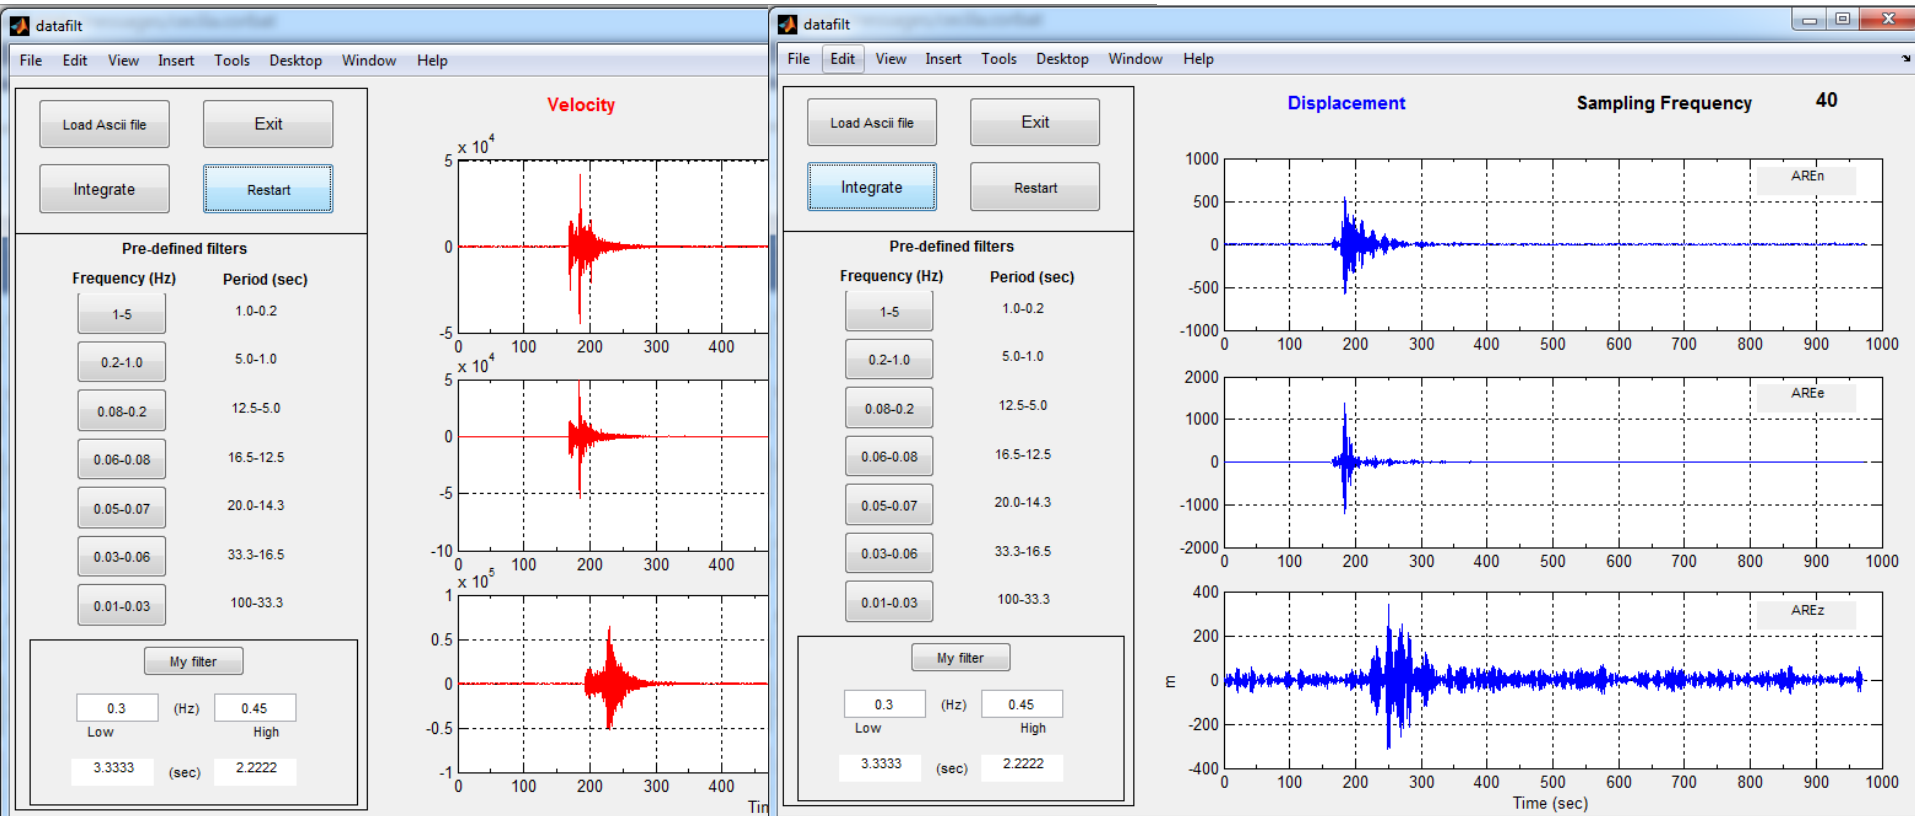 datafilt
File Edit View Insert Tools Desktop Window Help
Load Ascii file Exit
Integrate Restart
Pre-defined filters
Frequency (Hz) Period (sec)
1-5 1.0-0.2
0.2-1.0 5.0-1.0
0.08-0.2 12.5-5.0
0.06-0.08 16.5-12.5
0.05-0.07 20.0-14.3
0.03-0.06 33.3-16.5
0.01-0.03 100-33.3
My filter
0.3 (Hz) 0.45
Low High
3.3333 (sec) 2.2222
Velocity
x 10^4
5
0
-5
0 100 200 300 400
x 10^4
5
0
-5
-10
0 100 200 300 400
x 10^5
1
0.5
0
-0.5
-1
0 100 200 300 400
datafilt
File Edit View Insert Tools Desktop Window Help
Load Ascii file Exit
Integrate Restart
Pre-defined filters
Frequency (Hz) Period (sec)
1-5 1.0-0.2
0.2-1.0 5.0-1.0
0.08-0.2 12.5-5.0
0.06-0.08 16.5-12.5
0.05-0.07 20.0-14.3
0.03-0.06 33.3-16.5
0.01-0.03 100-33.3
My filter
0.3 (Hz) 0.45
Low High
3.3333 (sec) 2.2222
Displacement Sampling Frequency 40
1000
AREn
500
0
-500
-1000
0 100 200 300 400 500 600 700 800 900 1000
2000
AREe
1000
0
-1000
-2000
0 100 200 300 400 500 600 700 800 900 1000
400
AREz
200
0
m
-200
-400
0 100 200 300 400 500 600 700 800 900 1000
Time (sec)